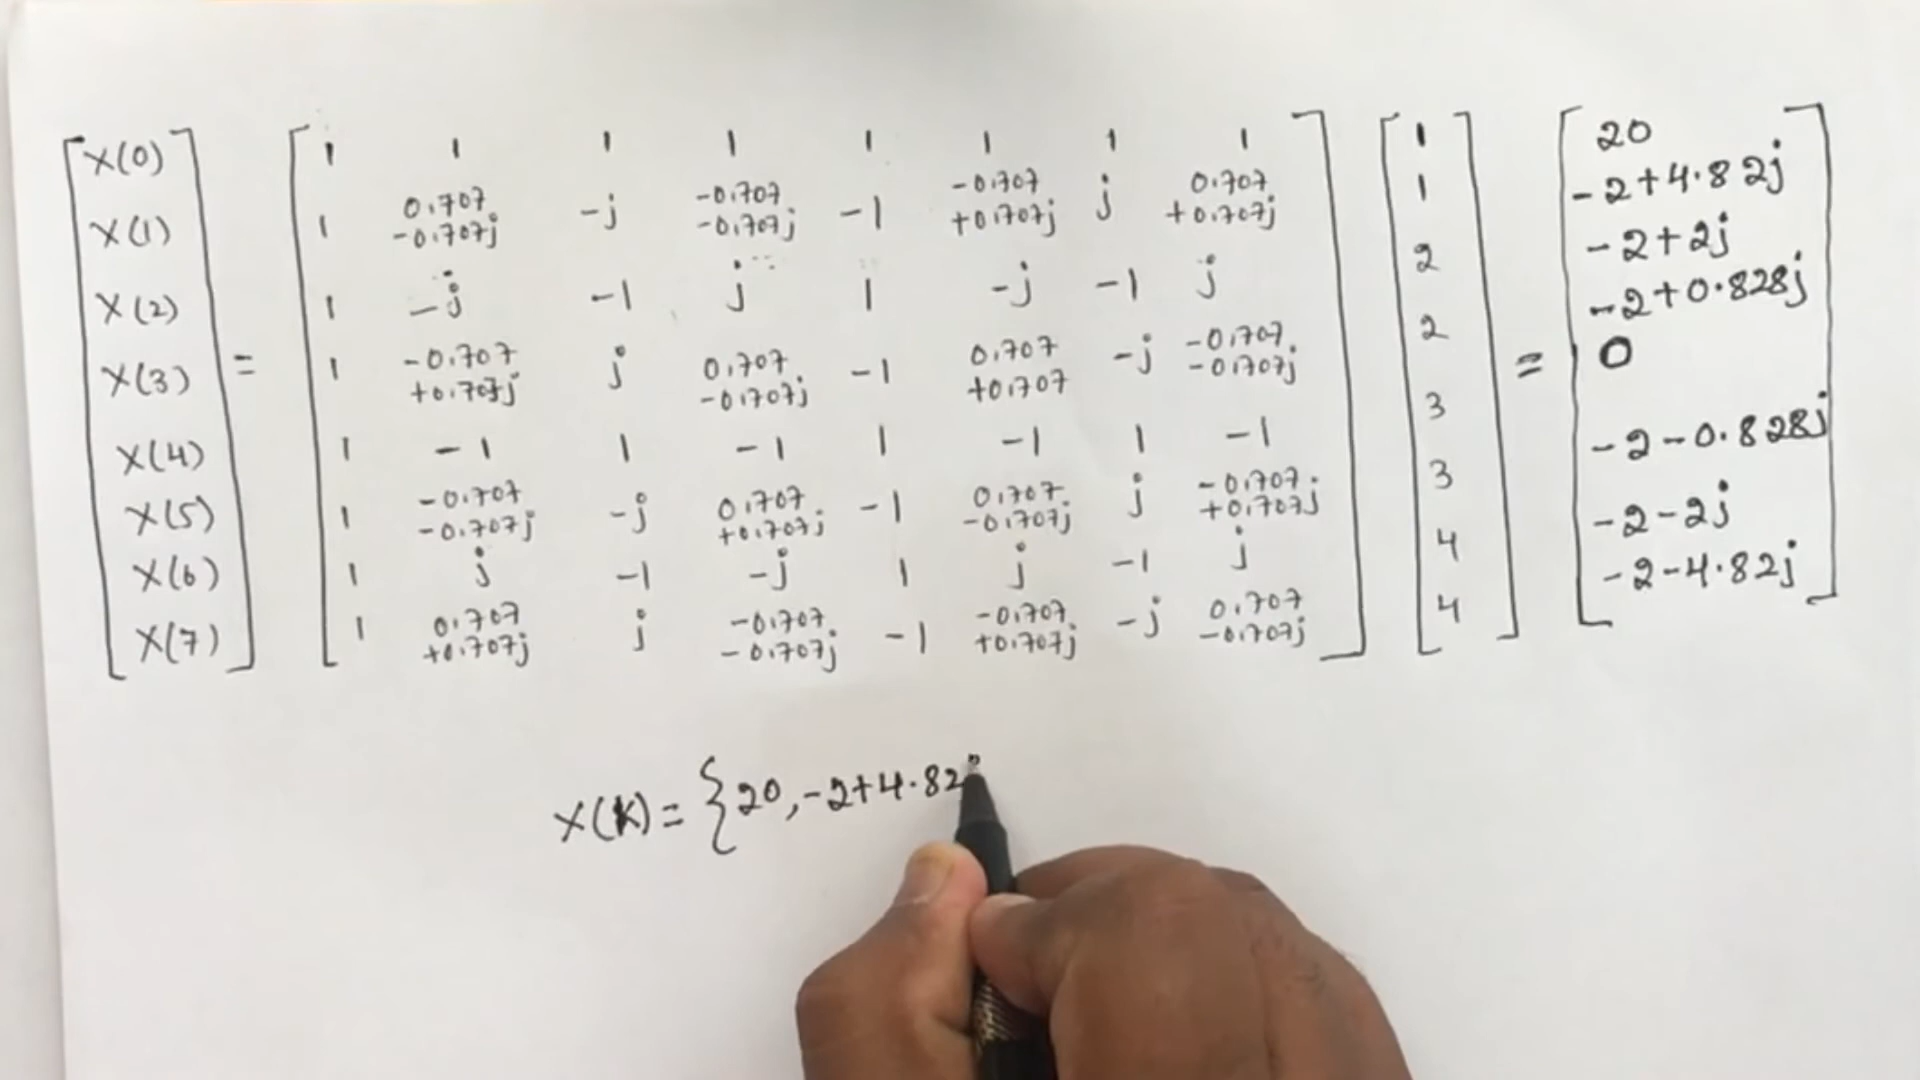 [X(0)] [1 1 1 1 1 1 1 1] [1] [20]
X(1) 1 0.707-0.707j -j -0.707-0.707j -1 -0.707+0.707j j 0.707+0.707j 1 -2+4.82j
X(2) 1 -j -1 j 1 -j -1 j 2 -2+2j
X(3) = 1 -0.707+0.707j j 0.707-0.707j -1 0.707+0.707 -j -0.707-0.707j 2 = -2+0.828j
X(4) 1 -1 1 -1 1 -1 1 -1 3 0
X(5) 1 -0.707-0.707j -j 0.707+0.707j -1 0.707-0.707j j -0.707+0.707j 3 -2-0.828j
X(6) 1 j -1 -j 1 j -1 j 4 -2-2j
X(7) 1 0.707+0.707j j -0.707-0.707j -1 -0.707+0.707j -j 0.707-0.707j 4 -2-4.82j
X(k) = {20, -2+4.82